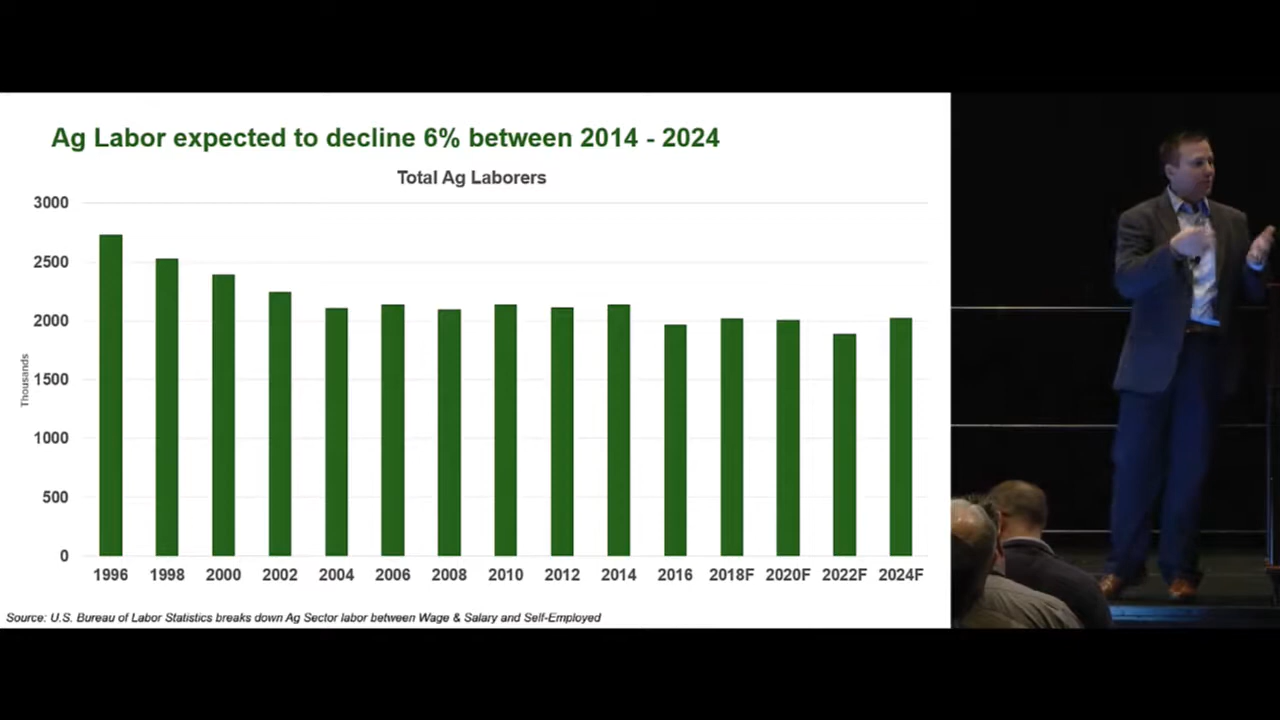 Ag Labor expected to decline 6% between 2014 - 2024
Total Ag Laborers
3000
2500
2000
1500
1000
500
0
Thousands
1996 1998 2000 2002 2004 2006 2008 2010 2012 2014 2016 2018F 2020F 2022F 2024F
Source: U.S. Bureau of Labor Statistics breaks down Ag Sector labor between Wage & Salary and Self-Employed